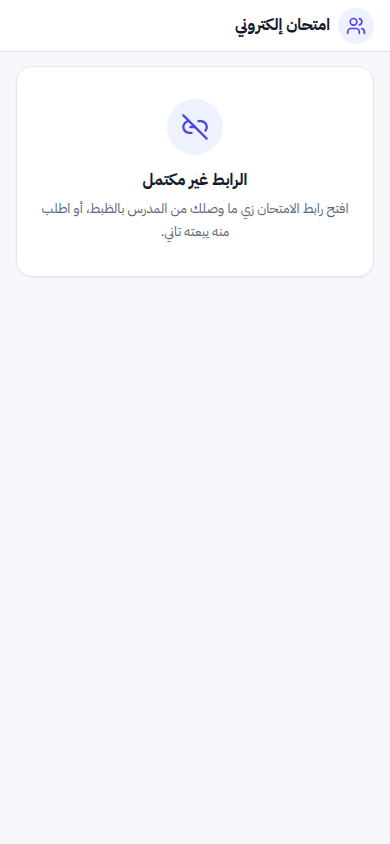 امتحان إلكتروني
الرابط غير مكتمل
افتح رابط الامتحان زي ما وصلك من المدرس بالظبط، أو اطلب
منه يبعته تاني.